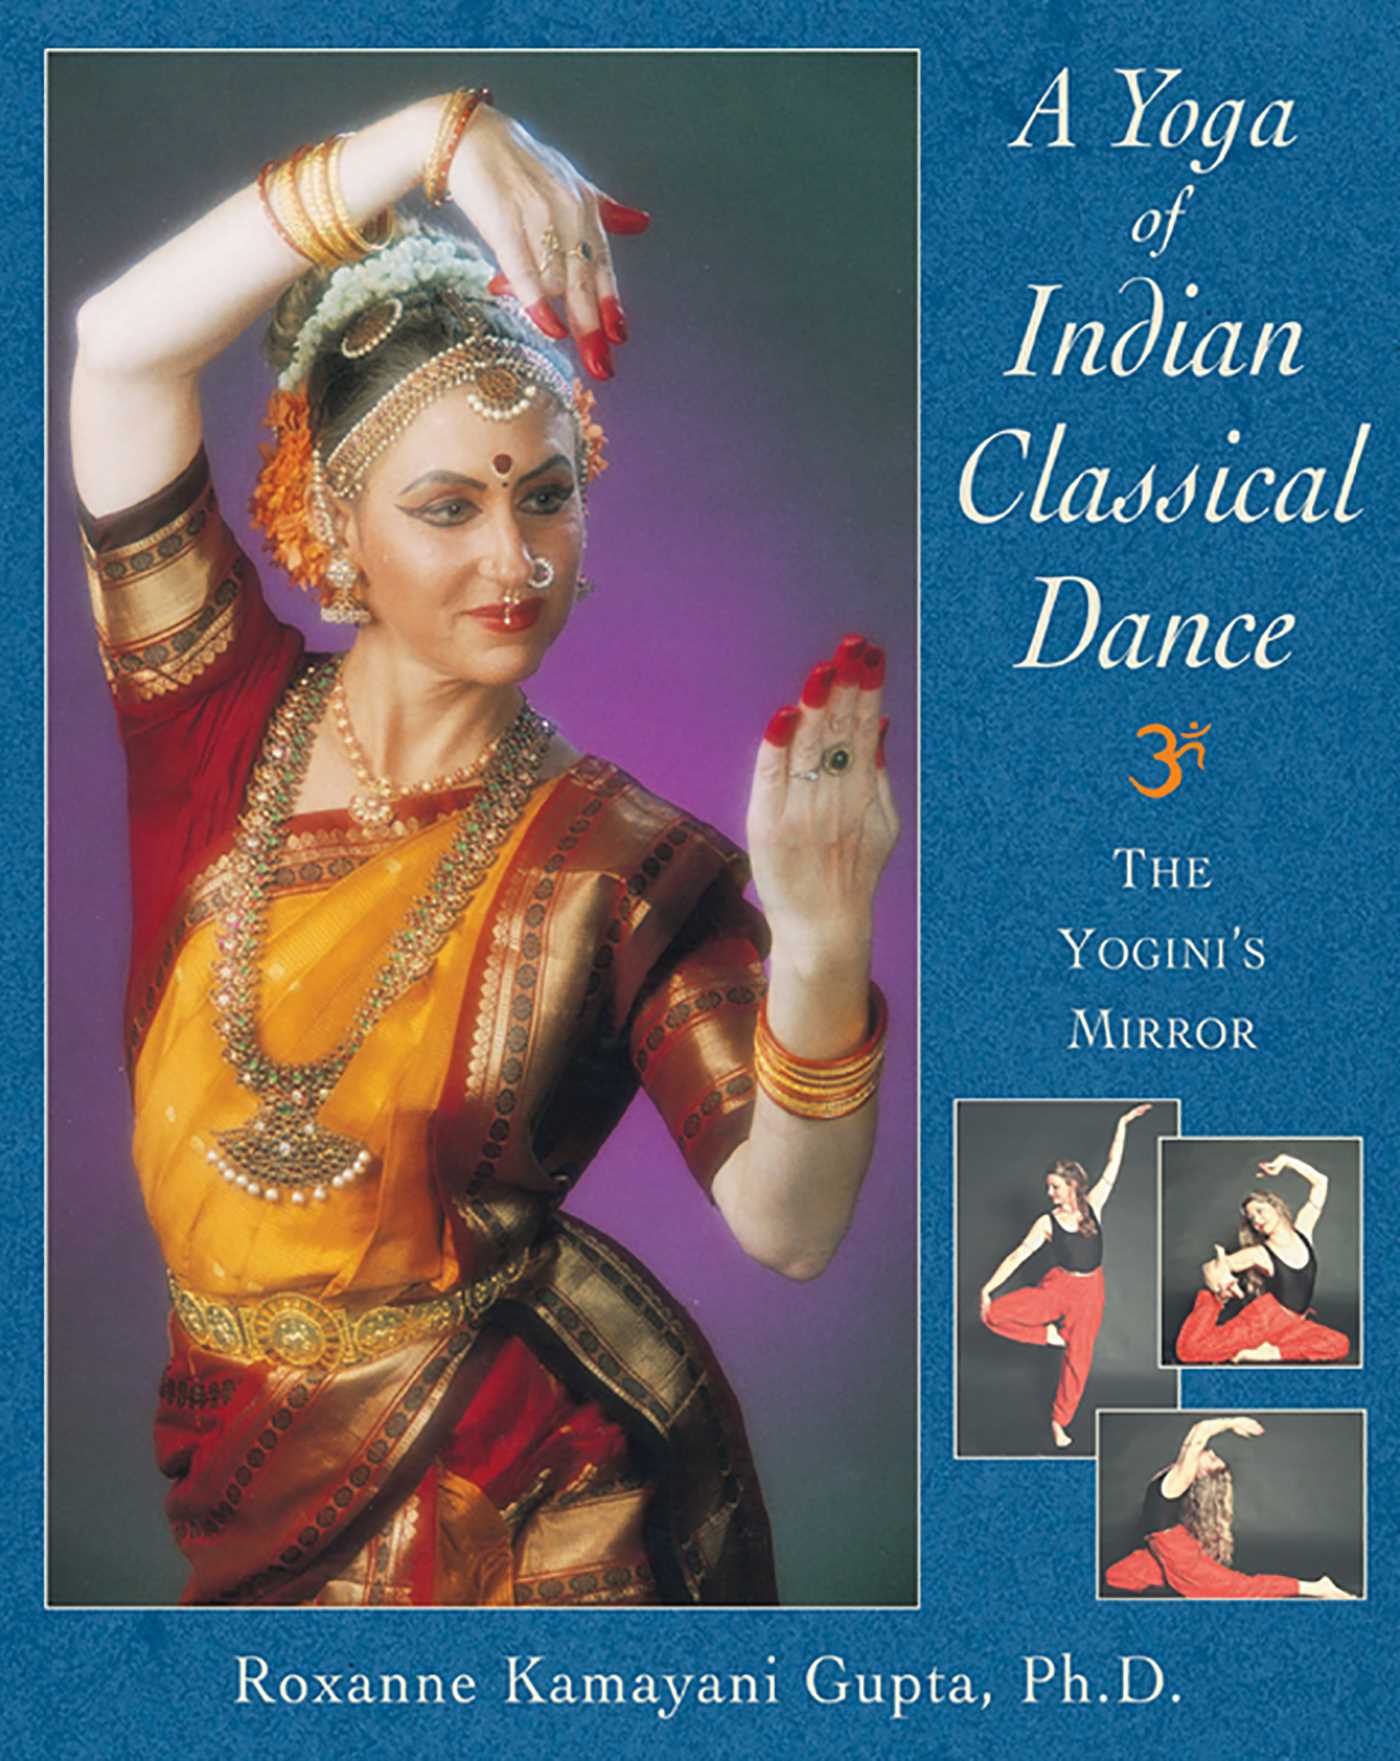 A Yoga
of
Indian
Classical
Dance
ॐ
THE
YOGINI'S
MIRROR
Roxanne Kamayani Gupta, Ph.D.